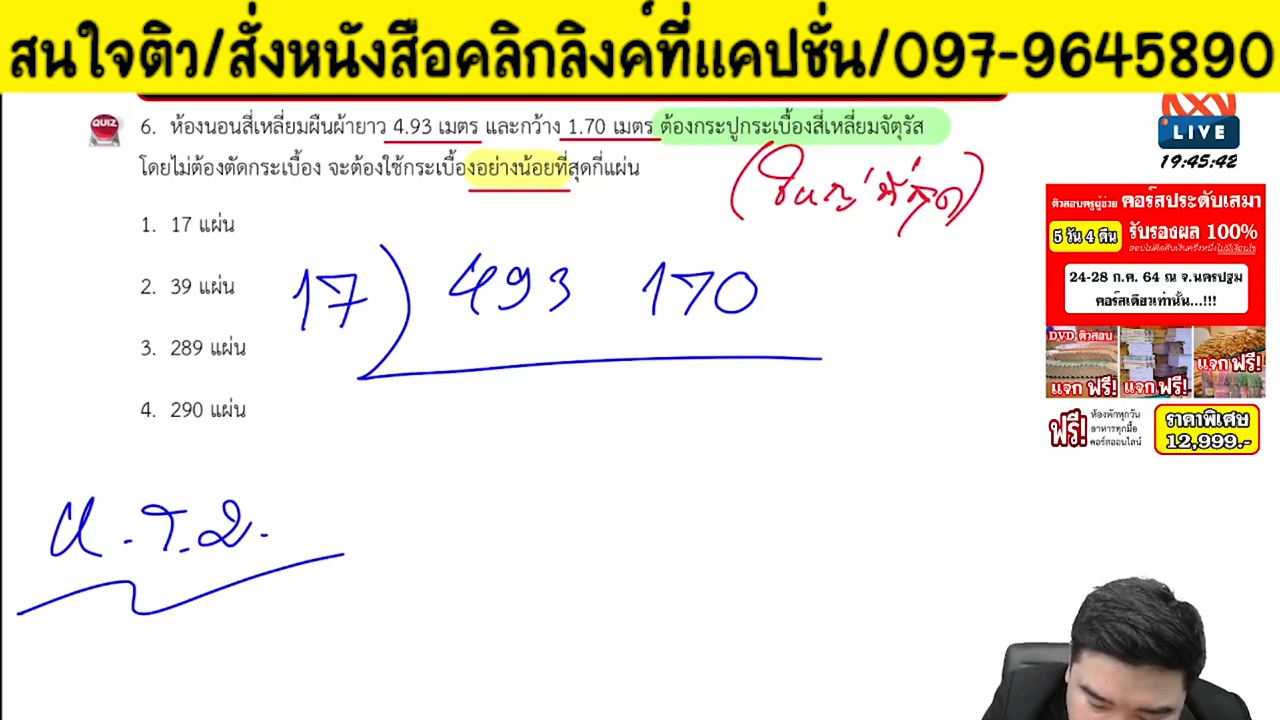 สนใจติว/สั่งหนังสือคลิกลิงค์ที่แคปชั่น/097-9645890
QUIZ
6. ห้องนอนสี่เหลี่ยมผืนผ้ายาว 4.93 เมตร และกว้าง 1.70 เมตร ต้องกระปูกระเบื้องสี่เหลี่ยมจัตุรัส
โดยไม่ต้องตัดกระเบื้อง จะต้องใช้กระเบื้องอย่างน้อยที่สุดกี่แผ่น
(ใหญ่ที่สุด)
1. 17 แผ่น
2. 39 แผ่น
3. 289 แผ่น
4. 290 แผ่น
17 ) 493 170
ห.ร.ม.
LIVE
19:45:42
ติวสอบครูผู้ช่วย คอร์สประดับเสมา
5 วัน 4 คืน
รับรองผล 100%
24-28 ก.ค. 64 ณ จ.นครปฐม
คอร์สเดียวเท่านั้น...!!!
DVD ติวสอบ
แจก ฟรี!
แจก ฟรี!
แจก ฟรี!
ฟรี!
ห้องพักทุกวัน
อาหารทุกมื้อ
คอร์สออนไลน์
ราคาพิเศษ
12,999.-